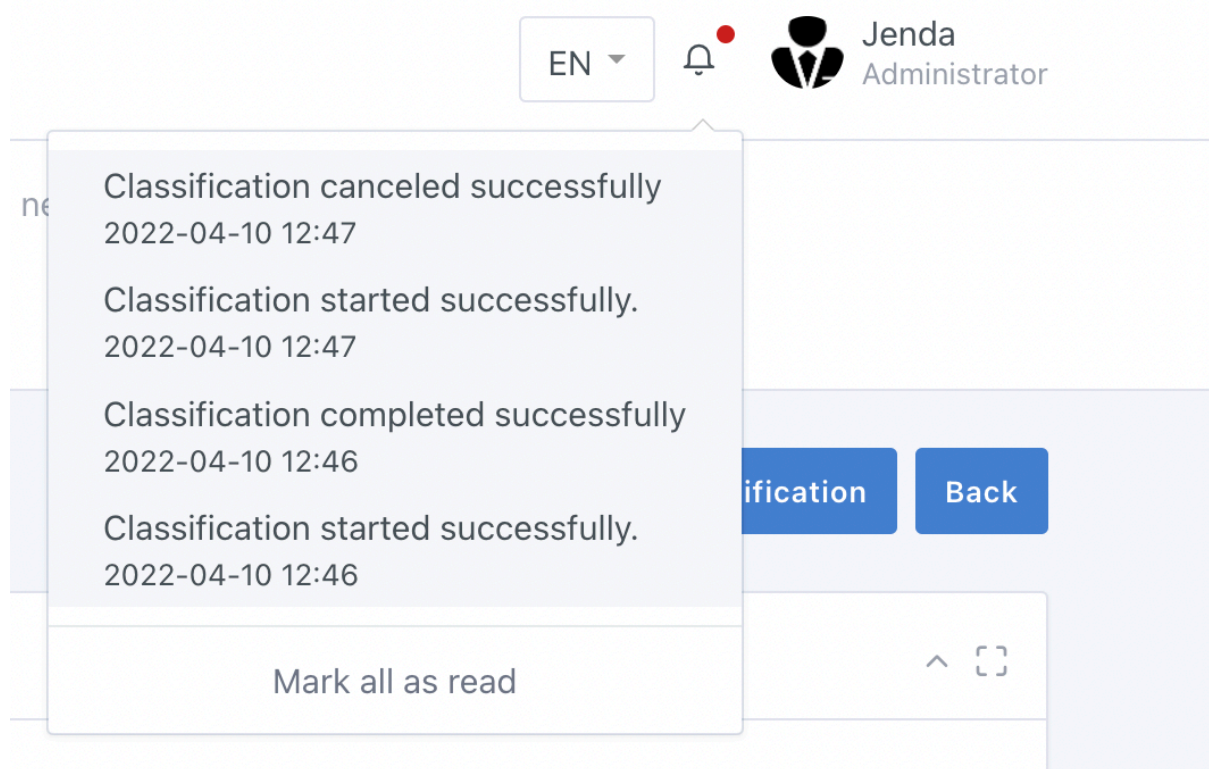 EN
Jenda
Administrator
Classification canceled successfully
2022-04-10 12:47
Classification started successfully.
2022-04-10 12:47
Classification completed successfully
2022-04-10 12:46
Classification started successfully.
2022-04-10 12:46
Mark all as read
ification
Back